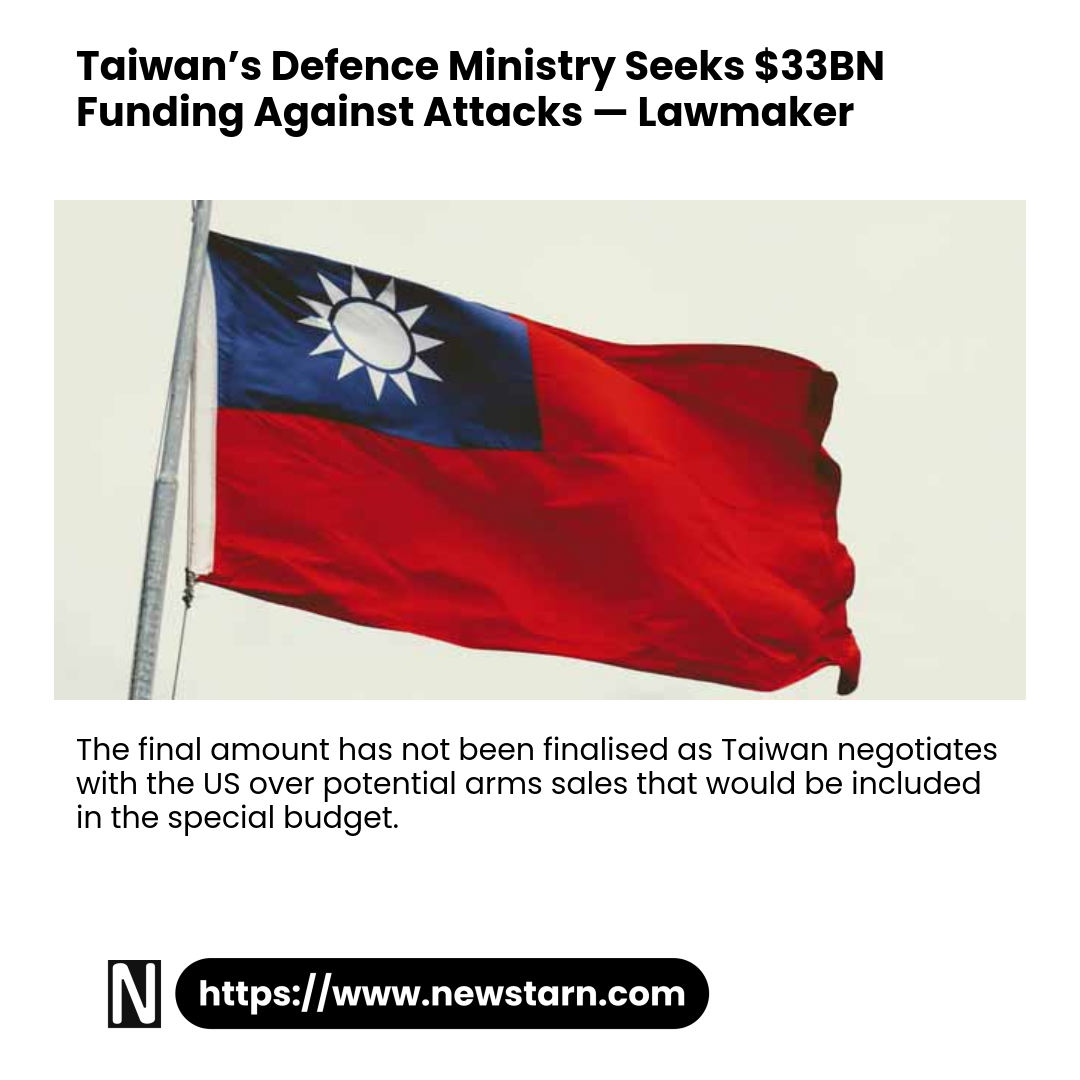 Taiwan’s Defence Ministry Seeks $33BN
Funding Against Attacks — Lawmaker
The final amount has not been finalised as Taiwan negotiates
with the US over potential arms sales that would be included
in the special budget.
N
https://www.newstarn.com